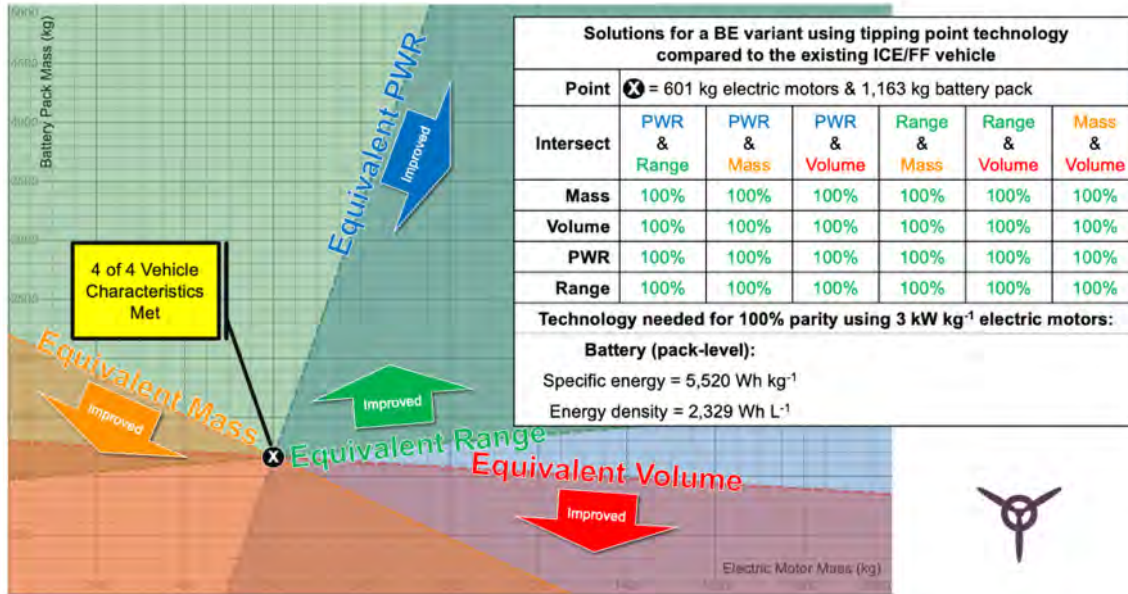 Battery Pack Mass (kg)
Equivalent PWR
Improved
4 of 4 Vehicle
Characteristics
Met
Equivalent Mass
Improved
Improved
Equivalent Range
Equivalent Volume
Improved
Electric Motor Mass (kg)
X
Solutions for a BE variant using tipping point technology
compared to the existing ICE/FF vehicle
Point X = 601 kg electric motors & 1,163 kg battery pack
Intersect PWR & Range PWR & Mass PWR & Volume Range & Mass Range & Volume Mass & Volume
Mass 100% 100% 100% 100% 100% 100%
Volume 100% 100% 100% 100% 100% 100%
PWR 100% 100% 100% 100% 100% 100%
Range 100% 100% 100% 100% 100% 100%
Technology needed for 100% parity using 3 kW kg⁻¹ electric motors:
Battery (pack-level):
Specific energy = 5,520 Wh kg⁻¹
Energy density = 2,329 Wh L⁻¹